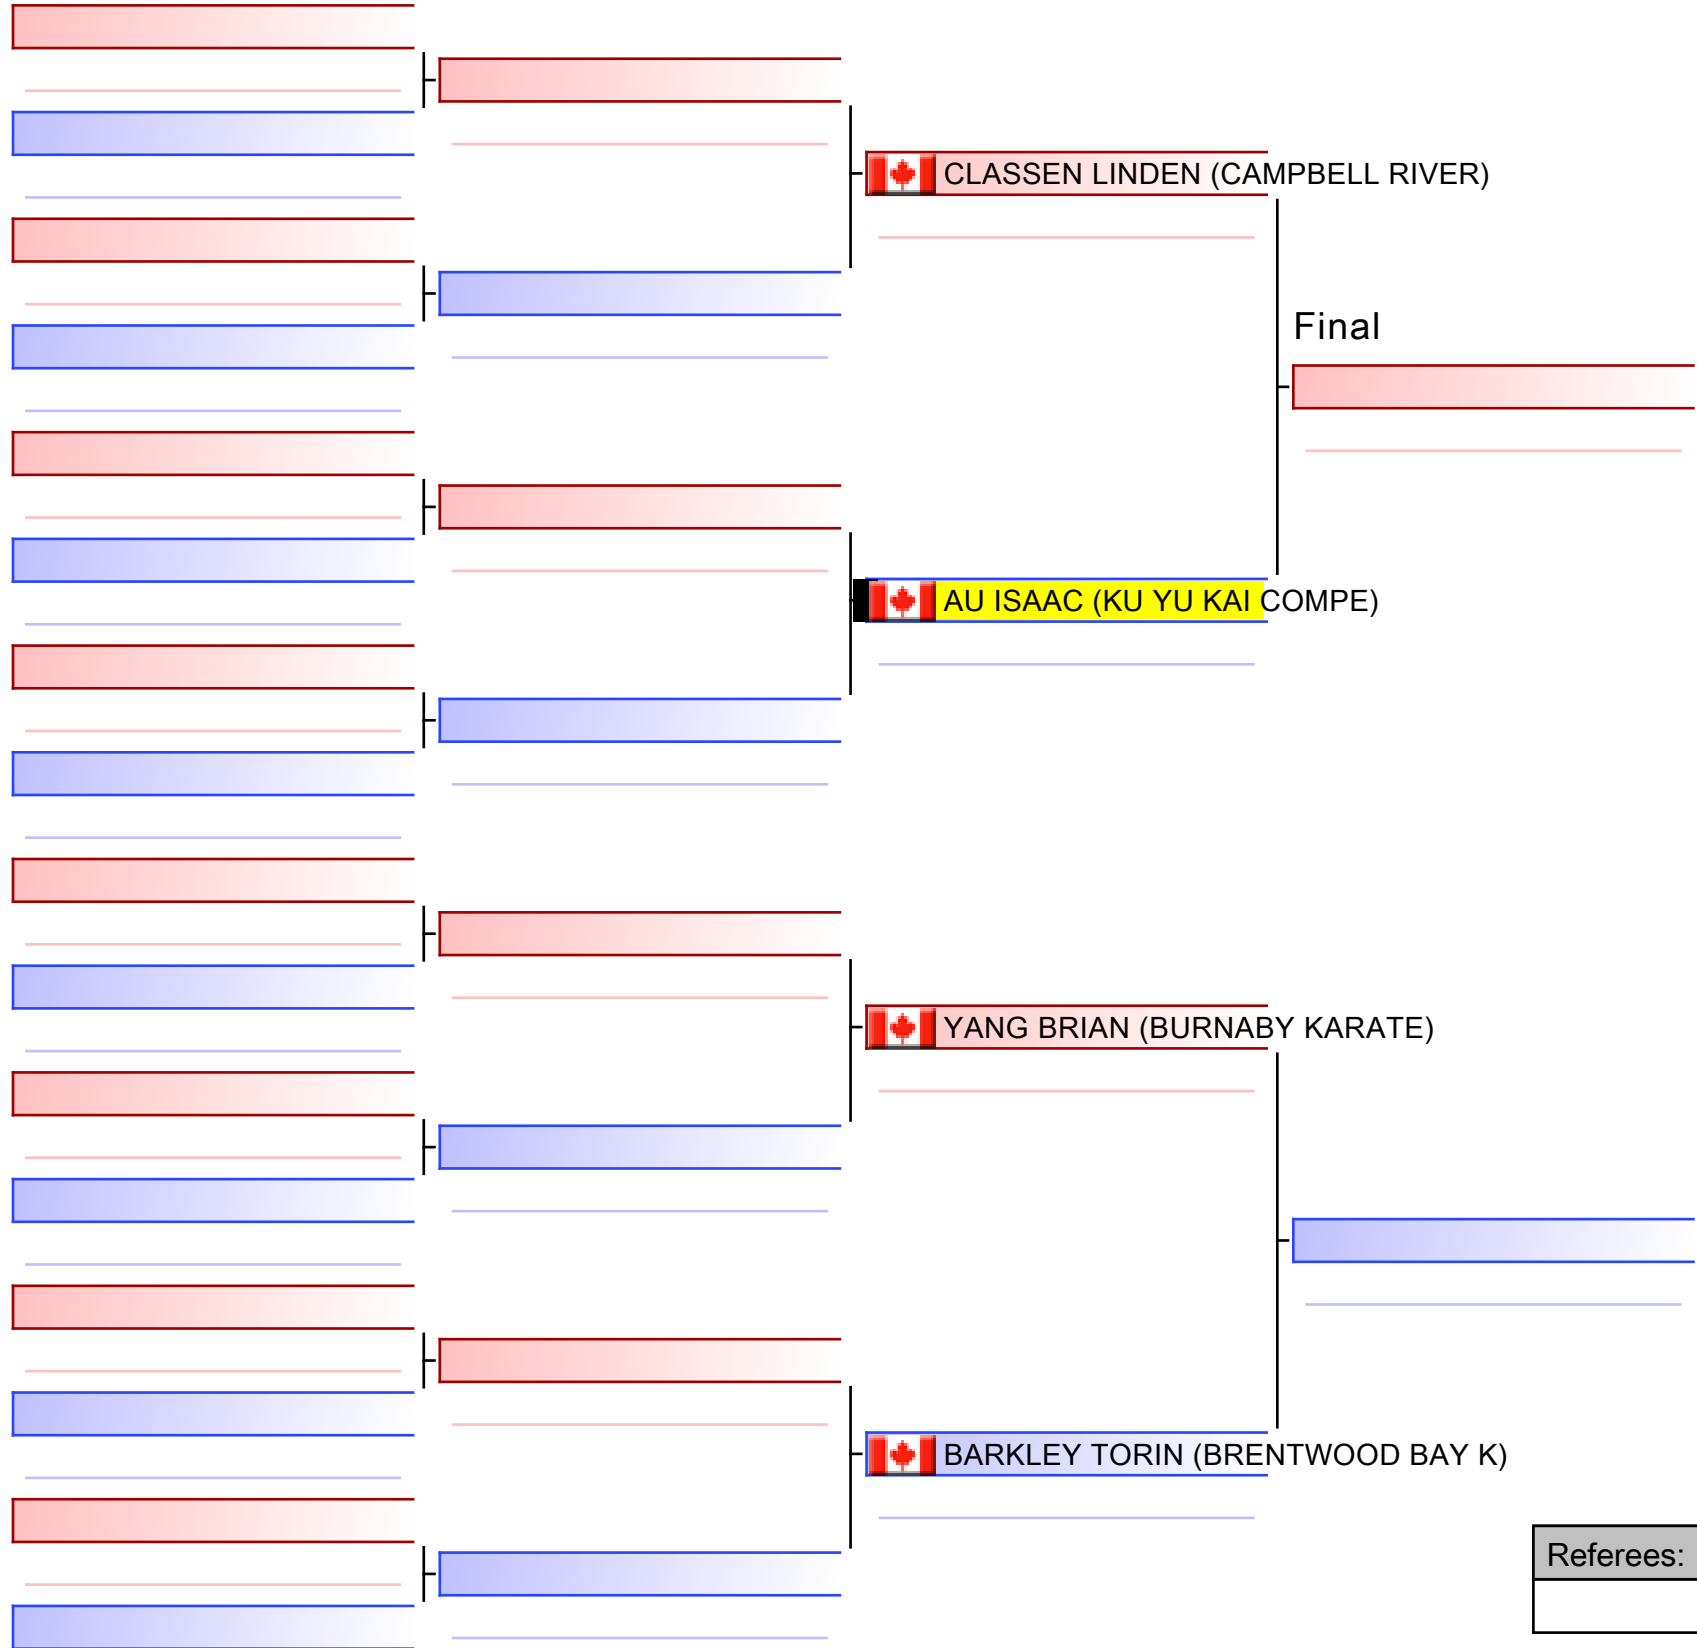 CLASSEN LINDEN (CAMPBELL RIVER)
Final
AU ISAAC (KU YU KAI COMPE)
YANG BRIAN (BURNABY KARATE)
BARKLEY TORIN (BRENTWOOD BAY K)
Referees: